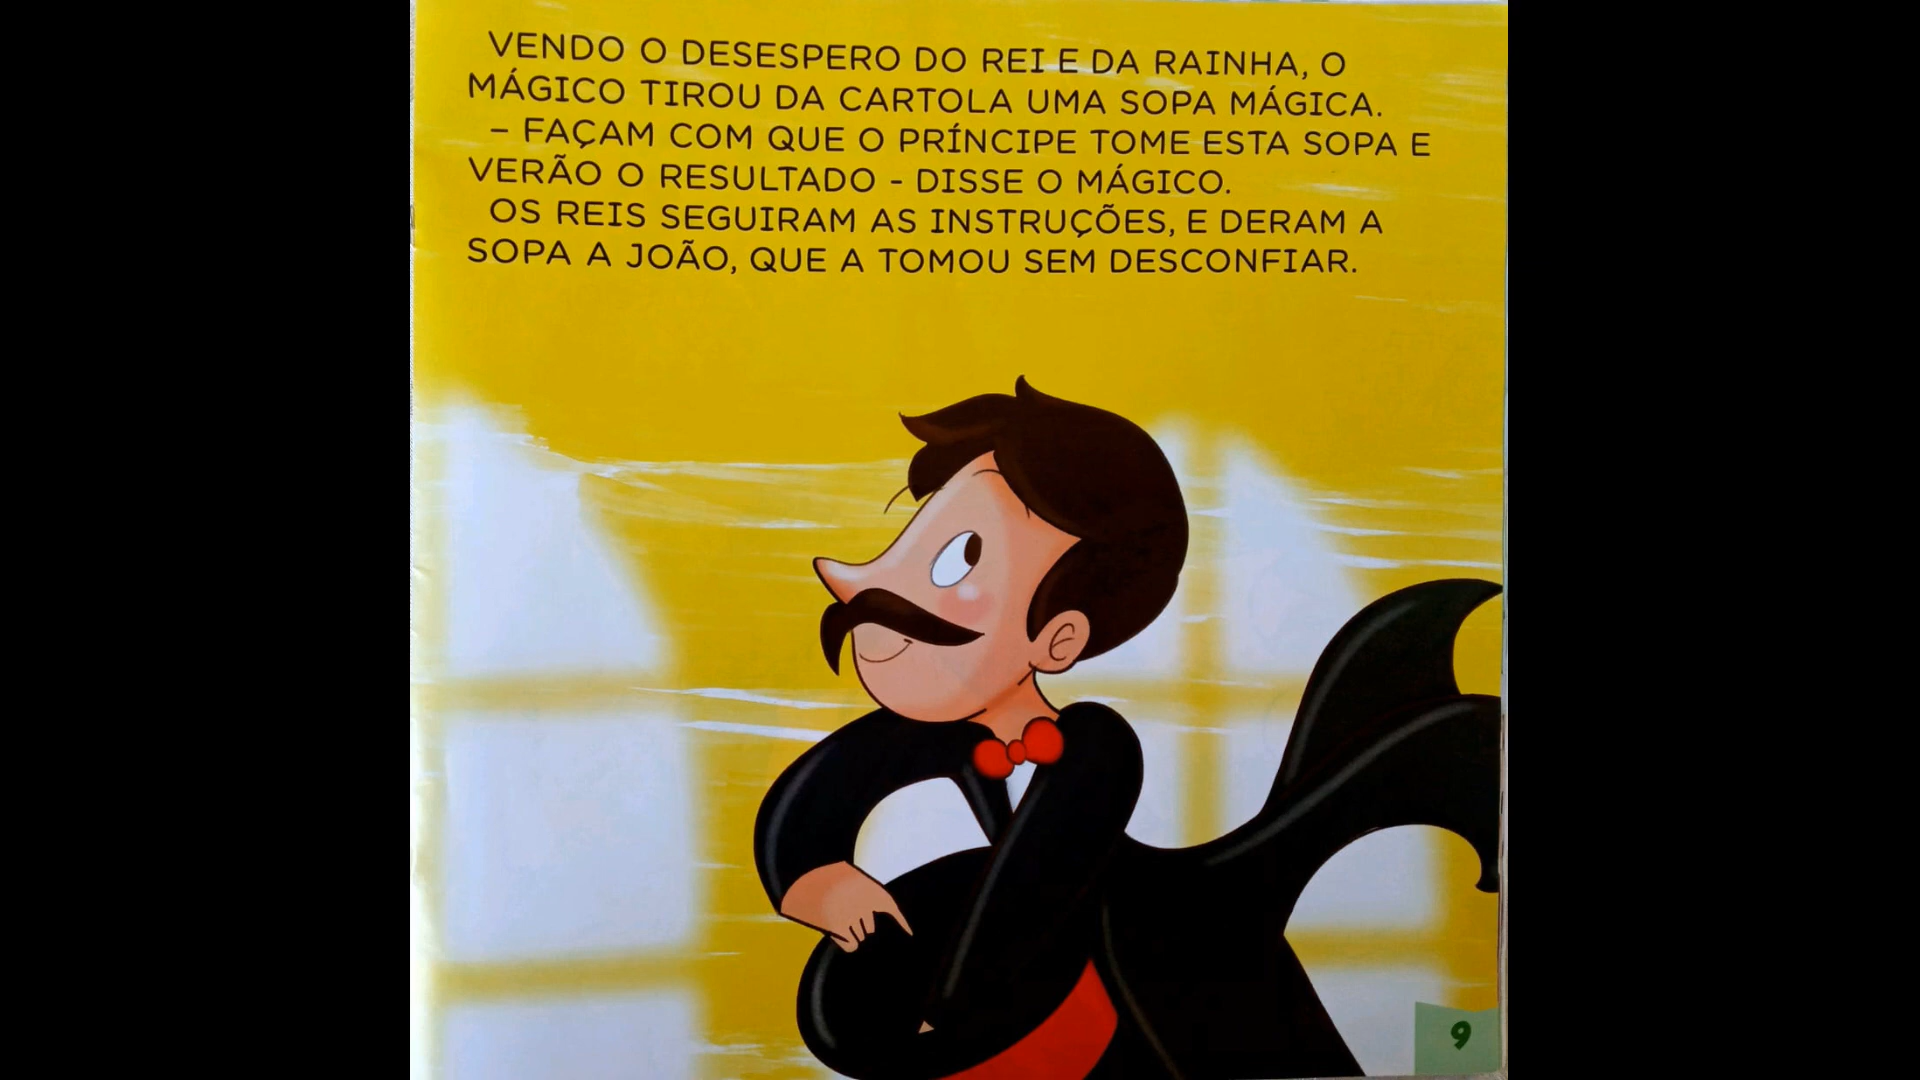 VENDO O DESESPERO DO REI E DA RAINHA, O
MÁGICO TIROU DA CARTOLA UMA SOPA MÁGICA.
– FAÇAM COM QUE O PRÍNCIPE TOME ESTA SOPA E
VERÃO O RESULTADO - DISSE O MÁGICO.
OS REIS SEGUIRAM AS INSTRUÇÕES, E DERAM A
SOPA A JOÃO, QUE A TOMOU SEM DESCONFIAR.
9